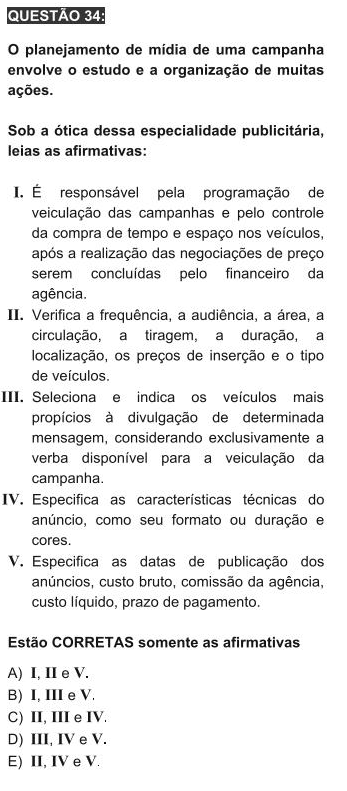 QUESTÃO 34:
O planejamento de mídia de uma campanha
envolve o estudo e a organização de muitas
ações.
Sob a ótica dessa especialidade publicitária,
leias as afirmativas:
I. É responsável pela programação de
veiculação das campanhas e pelo controle
da compra de tempo e espaço nos veículos,
após a realização das negociações de preço
serem concluídas pelo financeiro da
agência.
II. Verifica a frequência, a audiência, a área, a
circulação, a tiragem, a duração, a
localização, os preços de inserção e o tipo
de veículos.
III. Seleciona e indica os veículos mais
propícios à divulgação de determinada
mensagem, considerando exclusivamente a
verba disponível para a veiculação da
campanha.
IV. Especifica as características técnicas do
anúncio, como seu formato ou duração e
cores.
V. Especifica as datas de publicação dos
anúncios, custo bruto, comissão da agência,
custo líquido, prazo de pagamento.
Estão CORRETAS somente as afirmativas
A) I, II e V.
B) I, III e V.
C) II, III e IV.
D) III, IV e V.
E) II, IV e V.